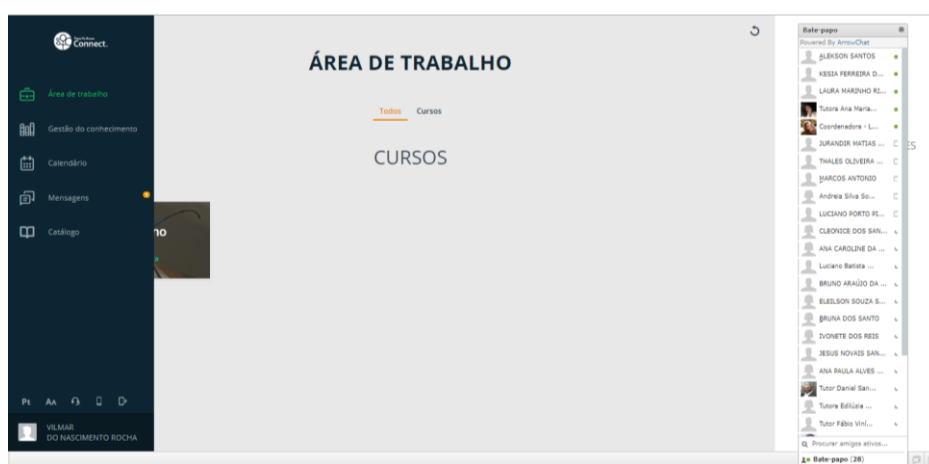 Connect.
Área de trabalho
Gestão do conhecimento
Calendário
Mensagens
Catálogo
Pt AA
VILMAR
DO NASCIMENTO ROCHA
ÁREA DE TRABALHO
Todos Cursos
CURSOS
no
Bate-papo
Powered By ArrowChat
ALEKSON SANTOS
KESIA FERREIRA D...
LAURA MARINHO RI...
Tutora Ana Maria...
Coordenadora - L...
JURANDIR MATIAS ...
THALES OLIVEIRA ...
MARCOS ANTONIO
Andreia Silva So...
LUCIANO PORTO PI...
CLEONICE DOS SAN...
ANA CAROLINE DA ...
Luciano Batista ...
BRUNO ARAÚJO DA ...
ELEILSON SOUZA S...
BRUNA DOS SANTO
IVONETE DOS REIS
JESUS NOVAIS SAN...
ANA PAULA ALVES ...
Tutor Daniel San...
Tutora Edilúzia ...
Tutor Fábio Viní...
Procurar amigos ativos...
Bate-papo (28)
ES